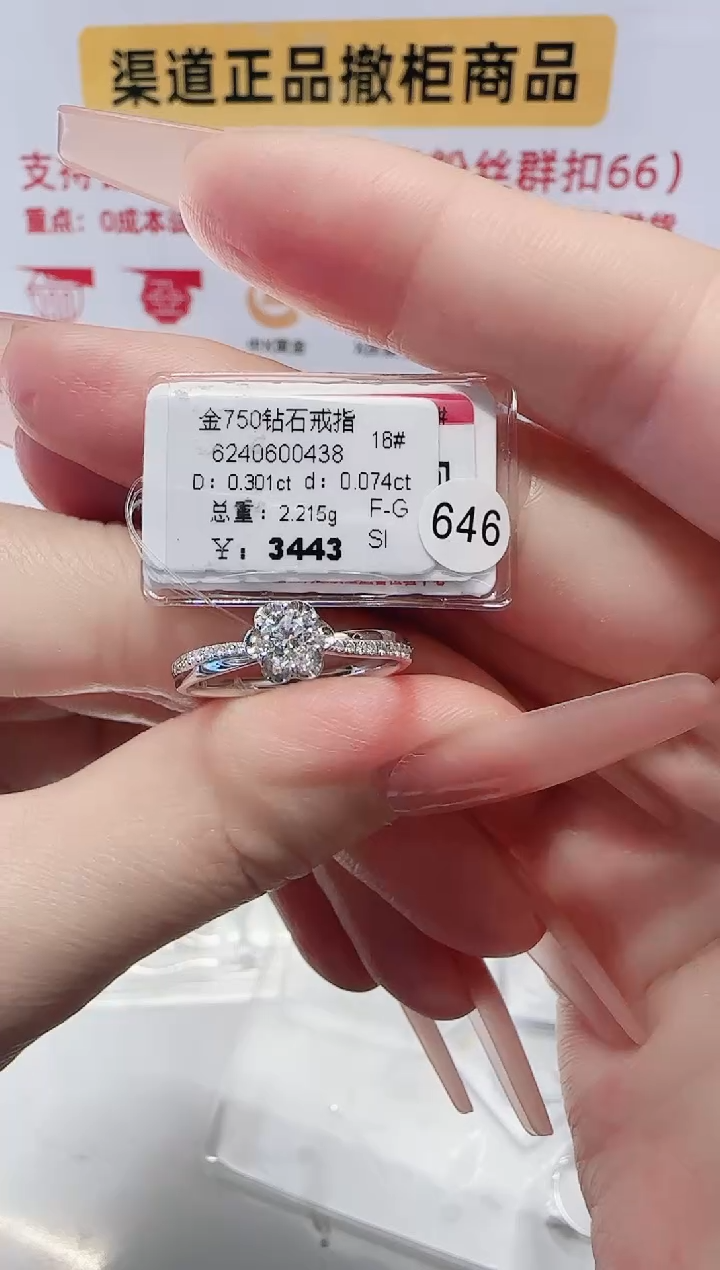 渠道正品撤柜商品
支持 丝群扣66）
重点：0成本
金750钻石戒指
18#
6240600438
D：0.301ct d：0.074ct
总重：2.215g
F-G
¥：3443
SI
646